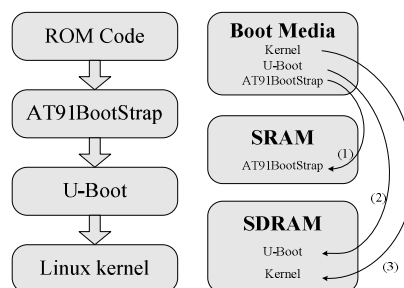 ROM Code
AT91BootStrap
U-Boot
Linux kernel
Boot Media
Kernel
U-Boot
AT91BootStrap
SRAM
AT91BootStrap
(1)
(2)
SDRAM
U-Boot
Kernel
(3)